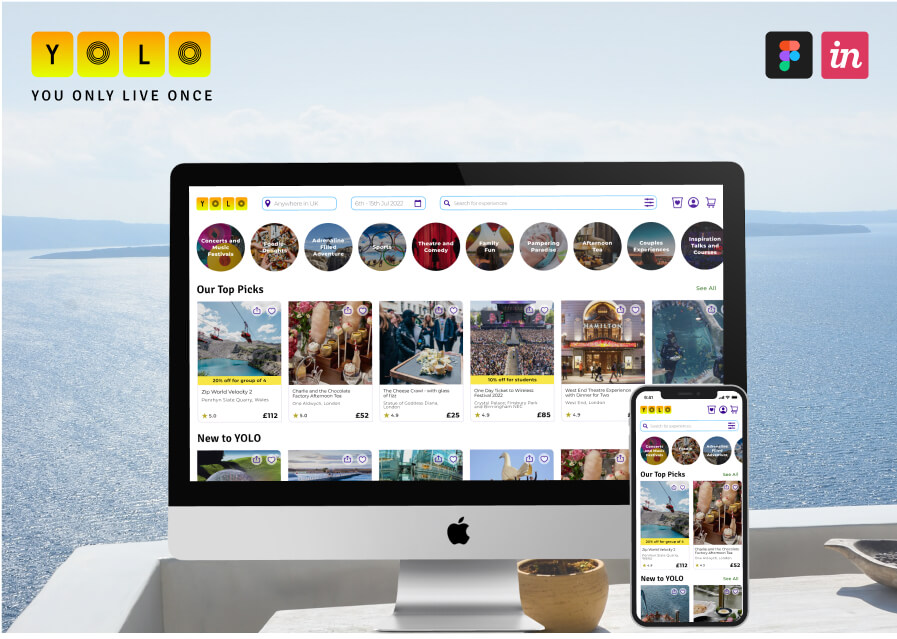 Y O L O
YOU ONLY LIVE ONCE
in
Y O L O
Anywhere in UK
6th - 15th Jul 2022
Search for experiences
Concerts and
Music
Festivals
Foodie
Delights
Adrenaline
Filled
Adventure
Sports
Theatre and
Comedy
Family
Fun
Pampering
Paradise
Afternoon
Tea
Couples
Experiences
Inspiration
Talks and
Courses
Our Top Picks
See All
HAMILTON
20% off for group of 4
10% off for students
Zip World Velocity 2
Penrhyn Slate Quarry, Wales
5.0
£112
Charlie and the Chocolate
Factory Afternoon Tea
One Aldwych, London
5.0
£52
The Cheese Crawl - with glass
of fizz
Statue of Goddess Diana,
London
4.9
£25
One Day Ticket to Wireless
Festival 2022
Crystal Palace, Finsbury Park
and Birmingham NEC
4.9
£85
West End Theatre Experience
with Dinner for Two
West End, London
4.9
New to YOLO
9:41
Y O L O
Search for experiences
Concerts
and Music
Festivals
Foodie
Adrenaline
Filled
Adventure
Our Top Picks
See All
20% off for group of 4
Zip World Velocity 2
Penrhyn Slate Quarry,
Wales
4.8
£112
Charlie and the Chocolate
Factory Afternoon Tea
One Aldwych, London
4.0
£52
New to YOLO
See All